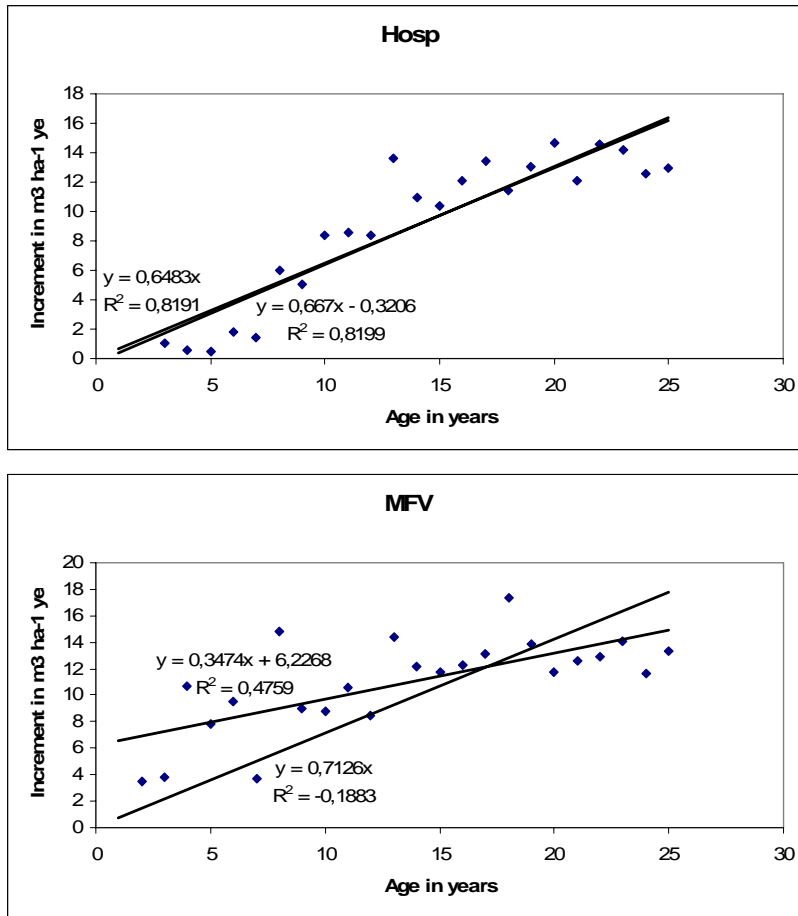 Hosp
18
16
14
12
10
8
6
4
2
0
Increment in m3 ha-1 ye
y = 0,6483x
R² = 0,8191
y = 0,667x - 0,3206
R² = 0,8199
0 5 10 15 20 25 30
Age in years
MFV
20
18
16
14
12
10
8
6
4
2
0
Increment in m3 ha-1 ye
y = 0,3474x + 6,2268
R² = 0,4759
y = 0,7126x
R² = -0,1883
0 5 10 15 20 25 30
Age in years